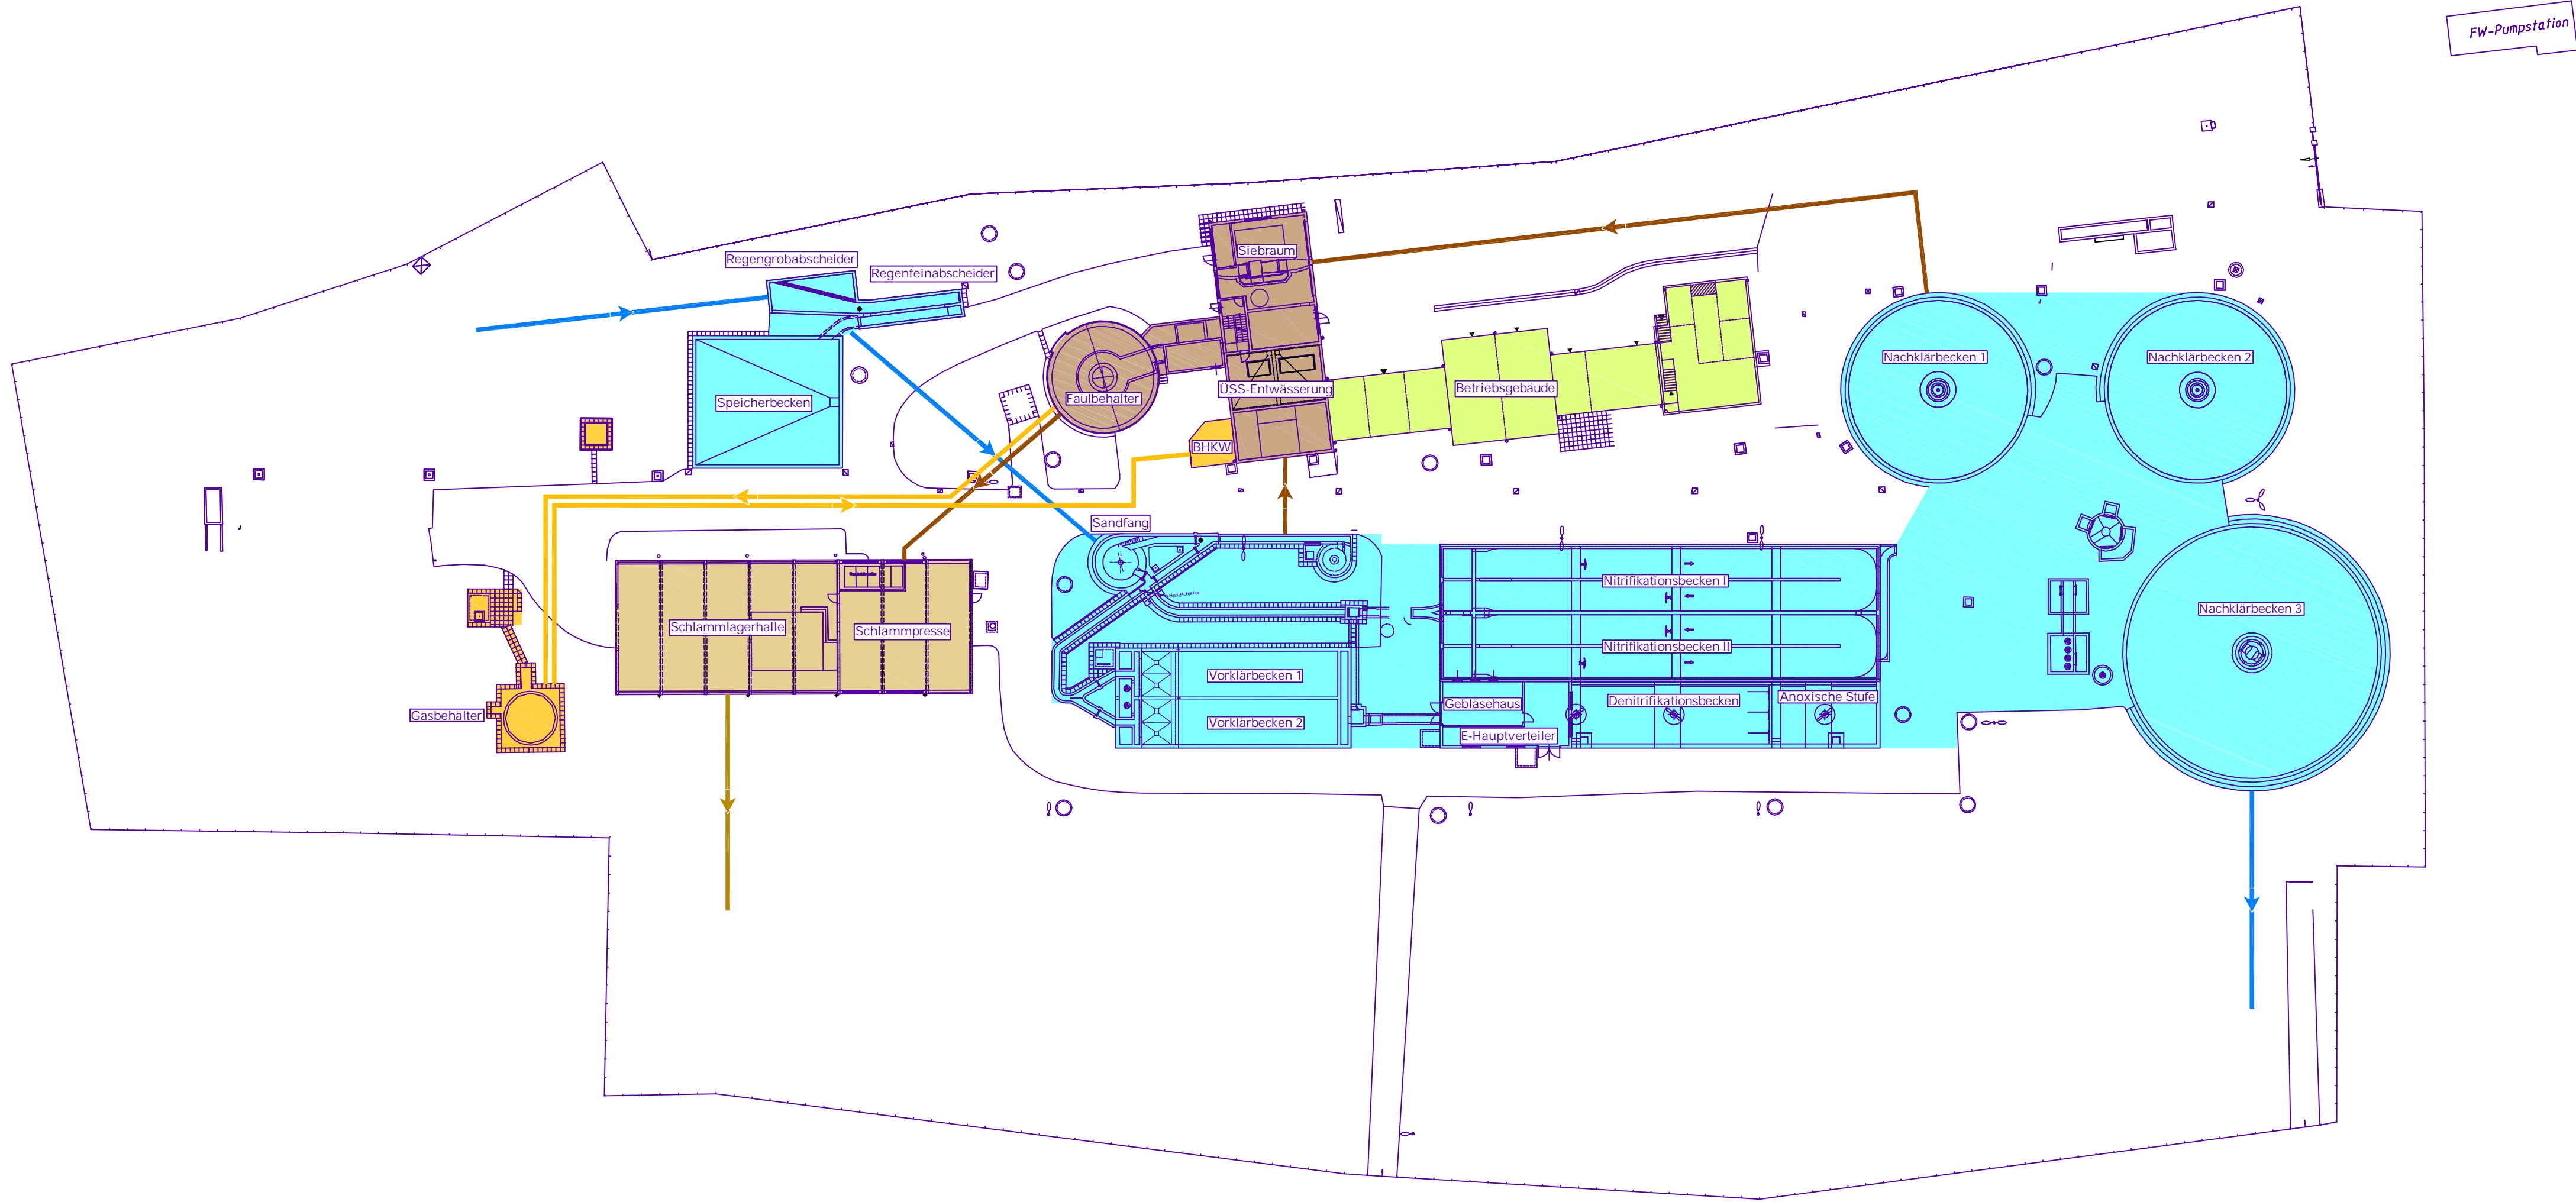 FW-Pumpstation
Regengrobabscheider
Regenfeinabscheider
Siebraum
Nachklärbecken 1
Nachklärbecken 2
Speicherbecken
Faulbehälter
ÜSS-Entwässerung
Betriebsgebäude
BHKW
Sandfang
Nitrifikationsbecken I
Nitrifikationsbecken II
Nachklärbecken 3
Schlammlagerhalle
Schlammpresse
Vorklärbecken 1
Vorklärbecken 2
Gebläsehaus
Denitrifikationsbecken
Anoxische Stufe
E-Hauptverteiler
Gasbehälter